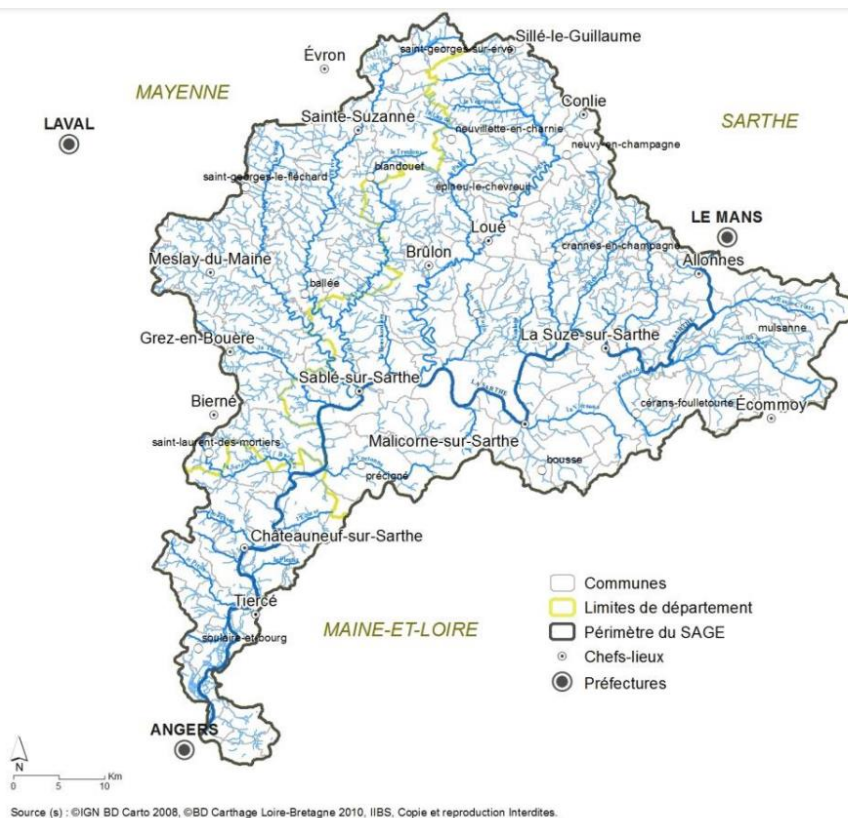 saint-georges-sur-erve
Sillé-le-Guillaume
Évron
MAYENNE
LAVAL
Conlie
SARTHE
Sainte-Suzanne
neuvillette-en-charnie
neuvy-en-champagne
blandouet
saint-georges-le-fléchard
épineu-le-chevreuil
LE MANS
Loué
crannes-en-champagne
Brûlon
Allonnes
Meslay-du-Maine
ballée
mulsanne
La Suze-sur-Sarthe
LA SARTHE
Grez-en-Bouère
Sablé-sur-Sarthe
LA SARTHE
cérans-foulletourte
Écommoy
Bierné
saint-laurent-des-mortiers
Malicorne-sur-Sarthe
bousse
précigné
Châteauneuf-sur-Sarthe
Tiercé
MAINE-ET-LOIRE
soulaire-et-bourg
ANGERS
Communes
Limites de département
Périmètre du SAGE
Chefs-lieux
Préfectures
N
0 5 10 Km
Source (s) : ©IGN BD Carto 2008, ©BD Carthage Loire-Bretagne 2010, IIBS, Copie et reproduction Interdites.